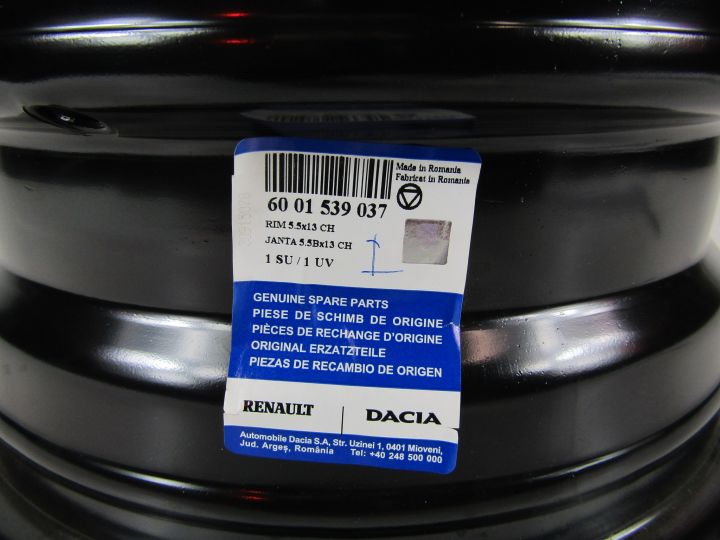 Made in Romania
Fabricat in Romania
60 01 539 037
RIM 5.5x13 CH
JANTA 5.5Bx13 CH
1 SU / 1 UV
GENUINE SPARE PARTS
PIESE DE SCHIMB DE ORIGINE
PIÈCES DE RECHANGE D'ORIGINE
ORIGINAL ERZATZTEILE
PIEZAS DE RECAMBIO DE ORIGEN
RENAULT DACIA
Automobile Dacia S.A, Str. Uzinei 1, 0401 Mioveni,
Jud. Argeș, România Tel: +40 248 500 000